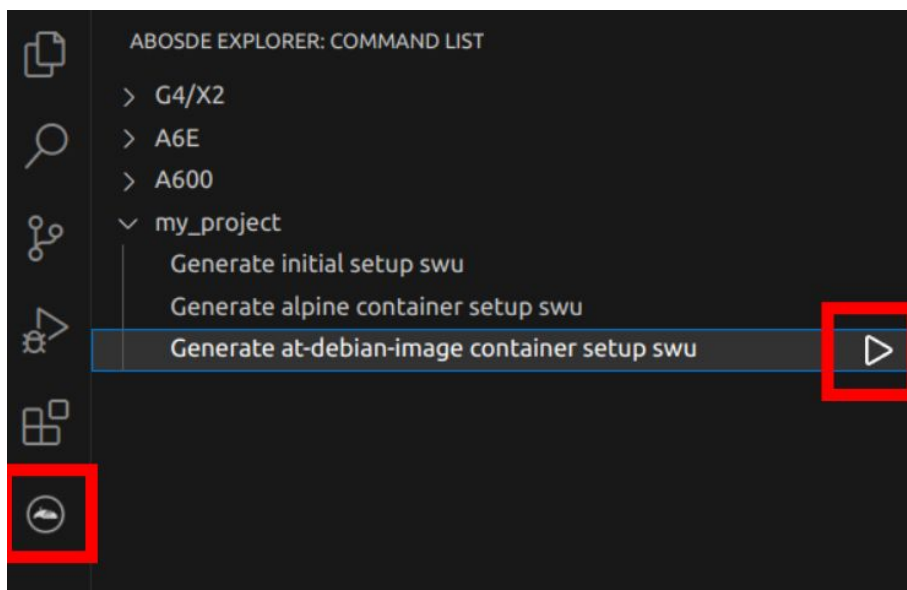 ABOSDE EXPLORER: COMMAND LIST
G4/X2
A6E
A600
my_project
Generate initial setup swu
Generate alpine container setup swu
Generate at-debian-image container setup swu